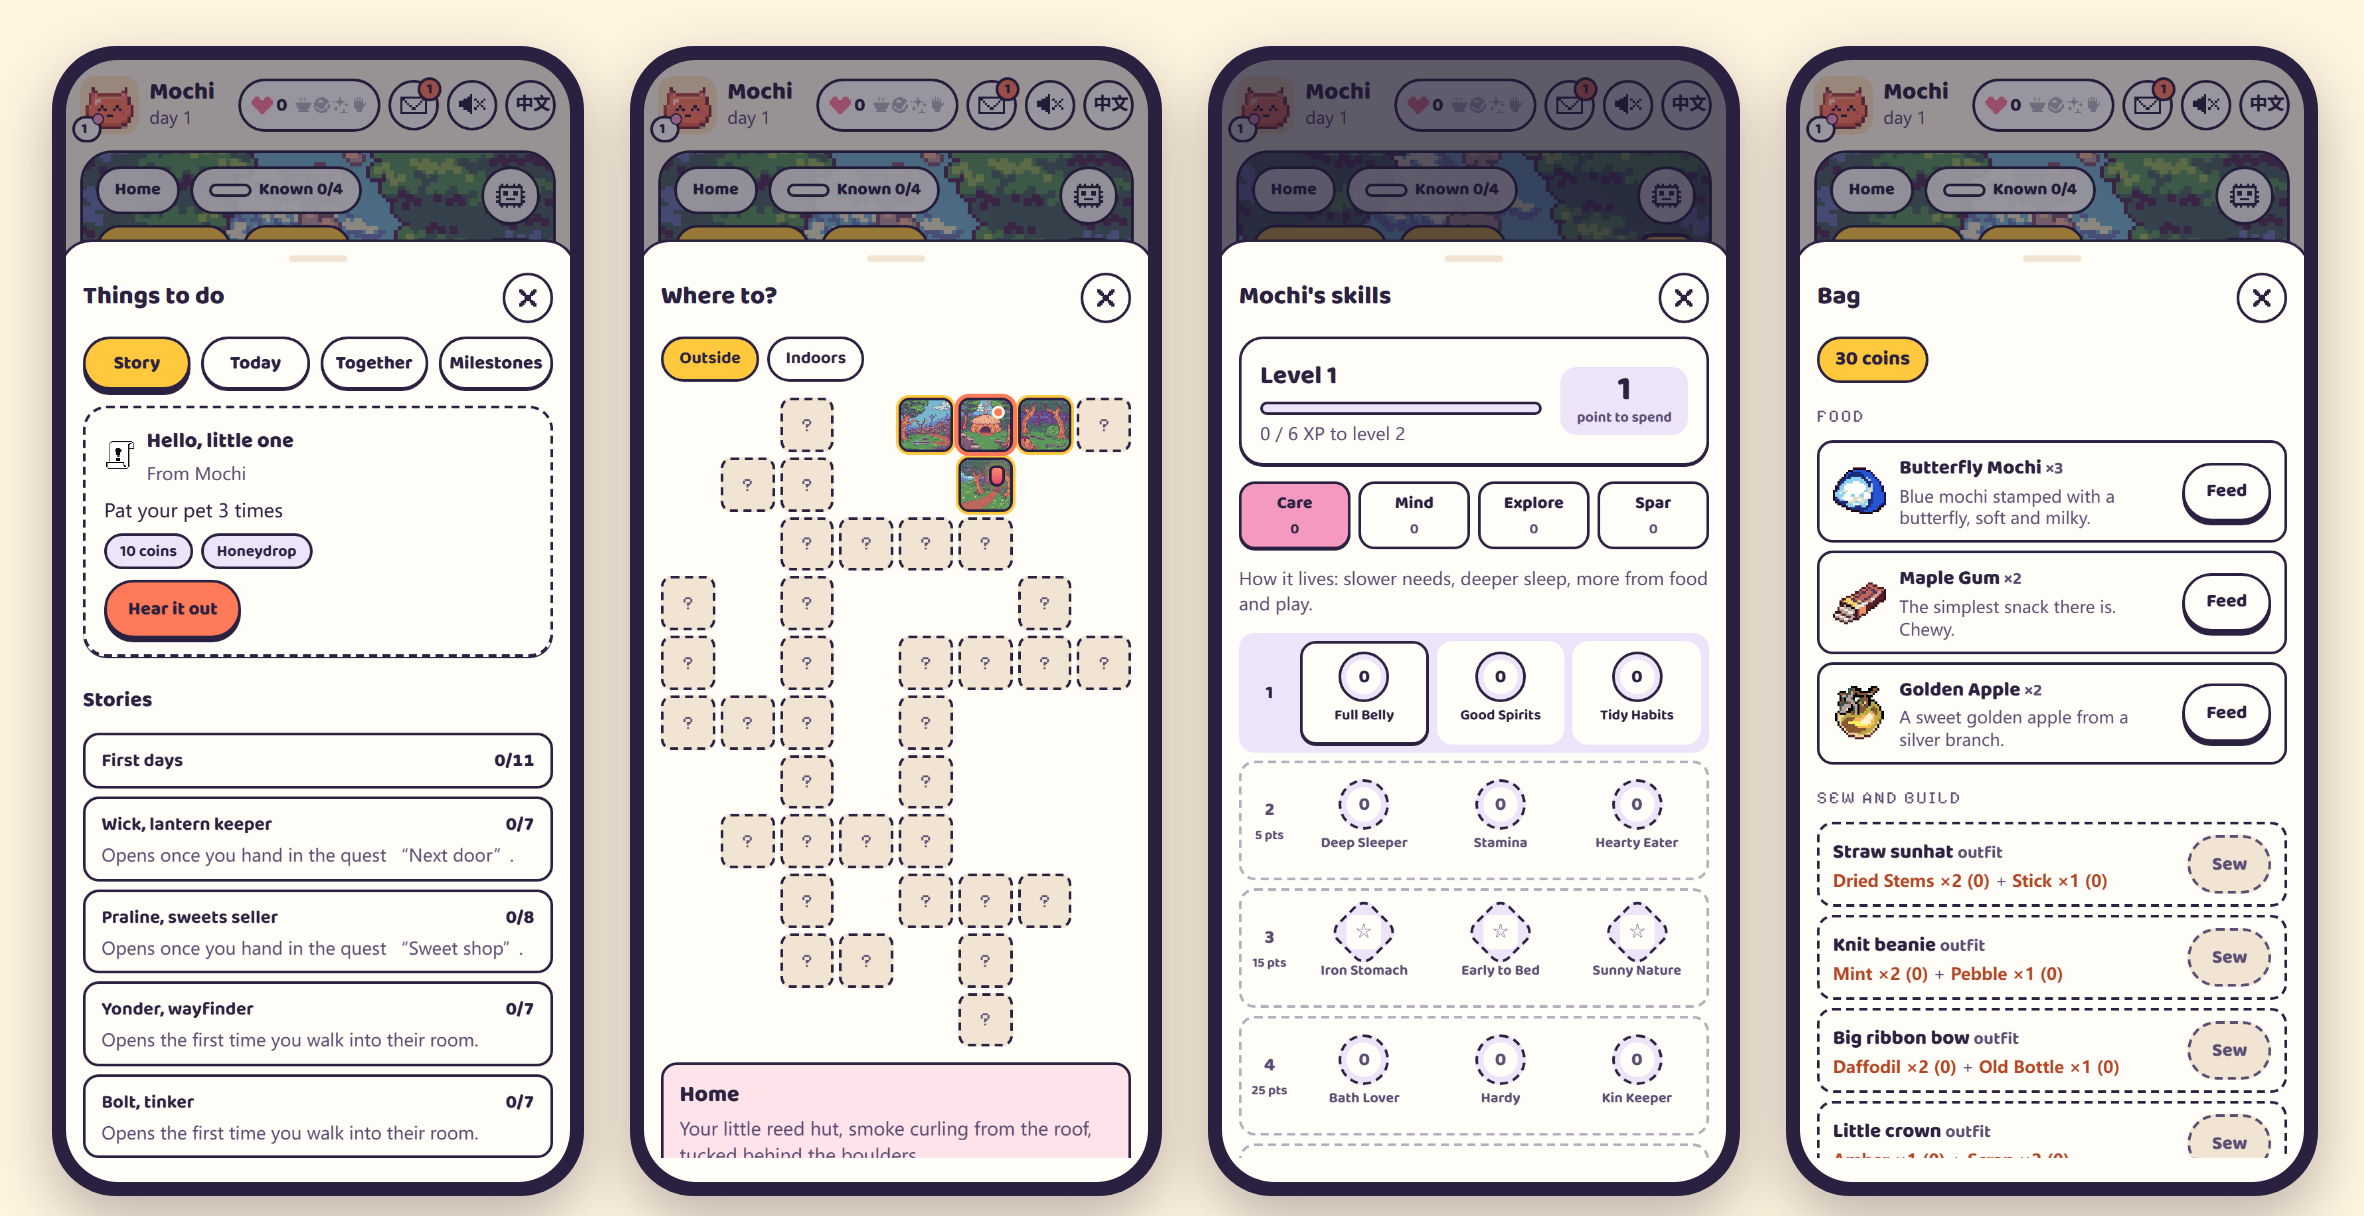 Mochi
day 1
1
0
1
中文
Home
Known 0/4
Things to do
Story
Today
Together
Milestones
Hello, little one
From Mochi
Pat your pet 3 times
10 coins
Honeydrop
Hear it out
Stories
First days
0/11
Wick, lantern keeper
0/7
Opens once you hand in the quest “Next door” .
Praline, sweets seller
0/8
Opens once you hand in the quest “Sweet shop” .
Yonder, wayfinder
0/7
Opens the first time you walk into their room.
Bolt, tinker
0/7
Opens the first time you walk into their room.
Mochi
day 1
1
0
1
中文
Home
Known 0/4
Where to?
Outside
Indoors
? ?
? ?
? ? ? ?
? ? ?
? ? ? ? ? ?
? ? ? ?
? ?
? ? ? ?
? ? ? ?
? ? ?
?
Home
Your little reed hut, smoke curling from the roof,
tucked behind the boulders
Mochi
day 1
1
0
1
中文
Home
Known 0/4
Mochi's skills
Level 1
0 / 6 XP to level 2
1
point to spend
Care
0
Mind
0
Explore
0
Spar
0
How it lives: slower needs, deeper sleep, more from food
and play.
1
0
Full Belly
0
Good Spirits
0
Tidy Habits
2
5 pts
0
Deep Sleeper
0
Stamina
0
Hearty Eater
3
15 pts
Iron Stomach
Early to Bed
Sunny Nature
4
25 pts
0
Bath Lover
0
Hardy
0
Kin Keeper
Mochi
day 1
1
0
1
中文
Home
Known 0/4
Bag
30 coins
FOOD
Butterfly Mochi ×3
Blue mochi stamped with a
butterfly, soft and milky.
Feed
Maple Gum ×2
The simplest snack there is.
Chewy.
Feed
Golden Apple ×2
A sweet golden apple from a
silver branch.
Feed
SEW AND BUILD
Straw sunhat outfit
Dried Stems ×2 (0) + Stick ×1 (0)
Sew
Knit beanie outfit
Mint ×2 (0) + Pebble ×1 (0)
Sew
Big ribbon bow outfit
Daffodil ×2 (0) + Old Bottle ×1 (0)
Sew
Little crown outfit
Sew